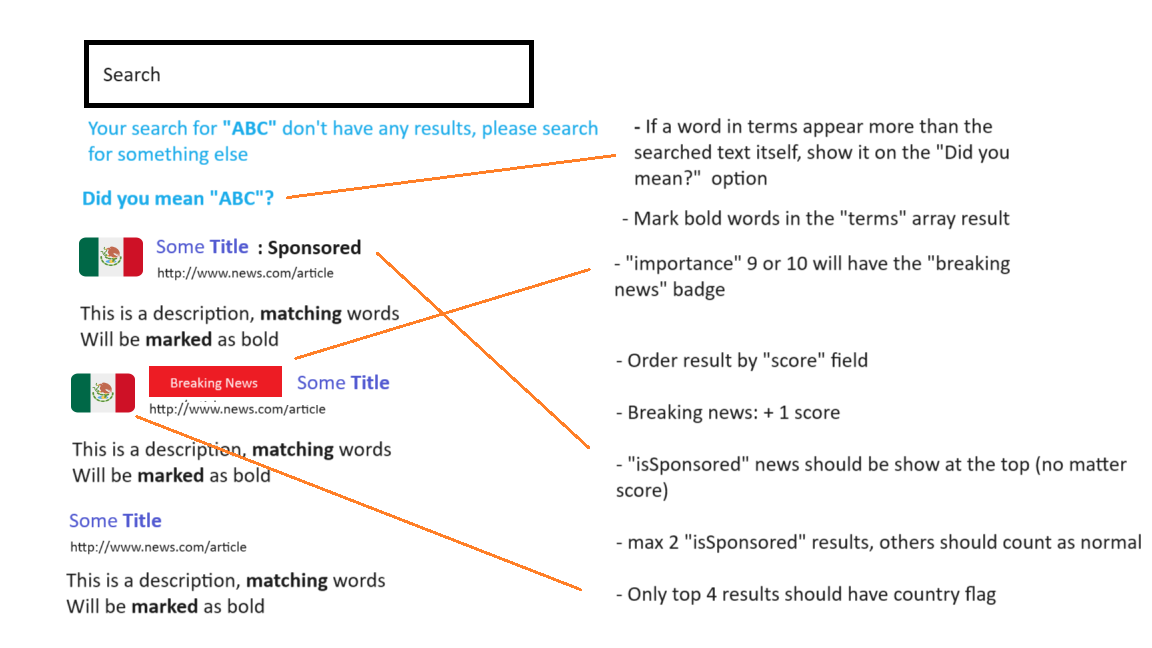 Search
Your search for "ABC" don't have any results, please search
for something else
Did you mean "ABC"?
Some Title : Sponsored
http://www.news.com/article
This is a description, matching words
Will be marked as bold
Breaking News
Some Title
http://www.news.com/article
This is a description, matching words
Will be marked as bold
Some Title
http://www.news.com/article
This is a description, matching words
Will be marked as bold
- If a word in terms appear more than the
searched text itself, show it on the "Did you
mean?" option
- Mark bold words in the "terms" array result
- "importance" 9 or 10 will have the "breaking
news" badge
- Order result by "score" field
- Breaking news: + 1 score
- "isSponsored" news should be show at the top (no matter
score)
- max 2 "isSponsored" results, others should count as normal
- Only top 4 results should have country flag